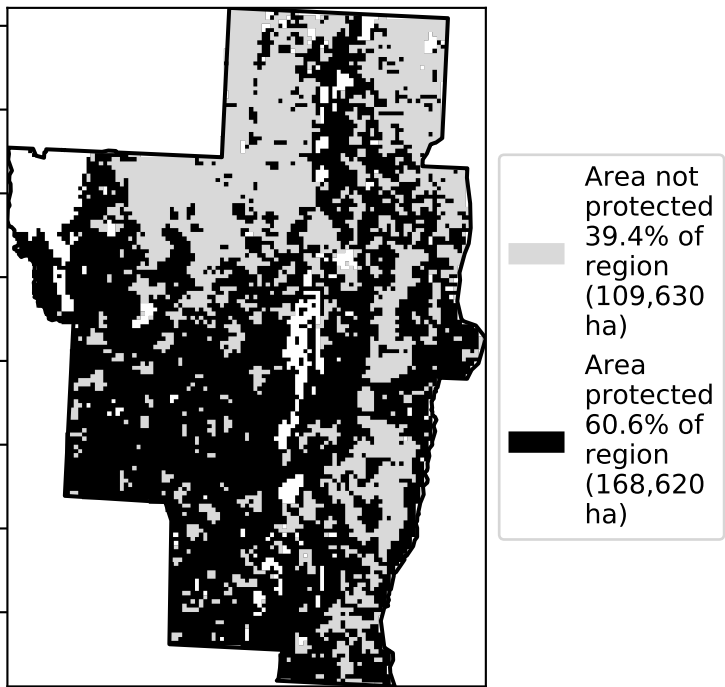 Area not
protected
39.4% of
region
(109,630
ha)
Area
protected
60.6% of
region
(168,620
ha)